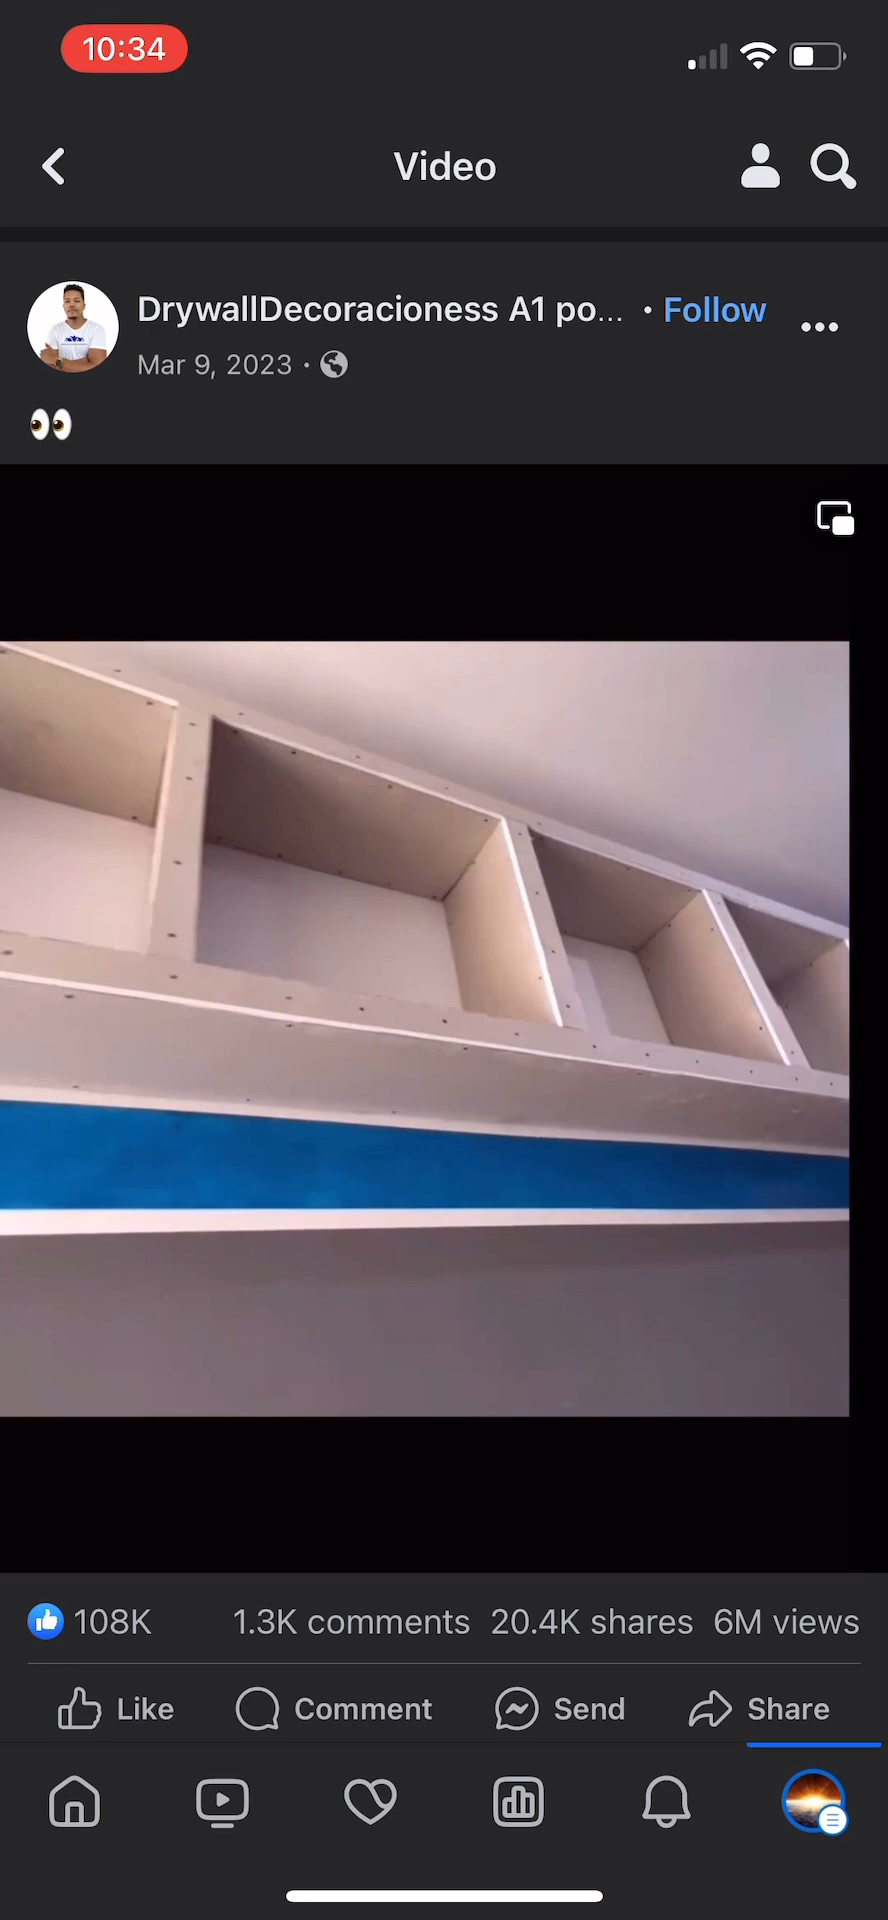 10:34
Video
DrywallDecoracioness A1 po... · Follow
Mar 9, 2023 ·
👀
108K 1.3K comments 20.4K shares 6M views
Like Comment Send Share